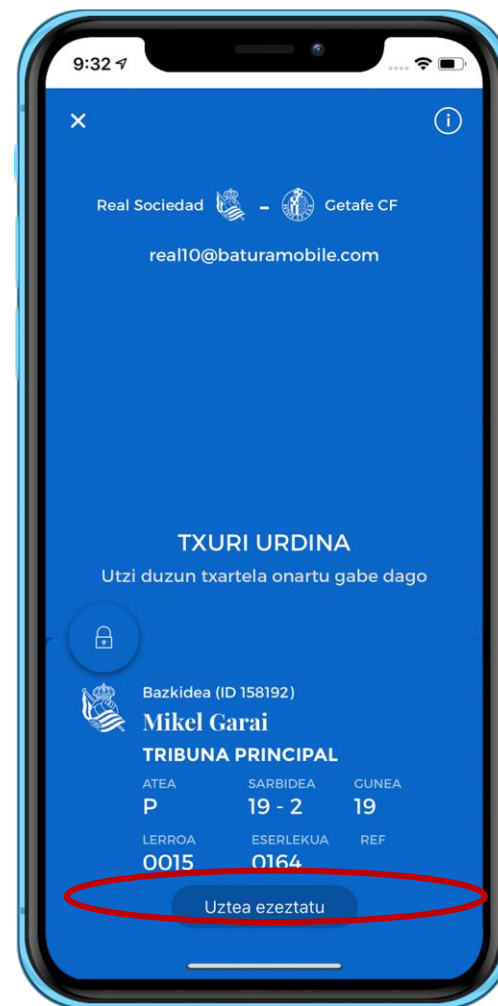 9:32
Real Sociedad - Getafe CF
real10@baturamobile.com
TXURI URDINA
Utzi duzun txartela onartu gabe dago
Bazkidea (ID 158192)
Mikel Garai
TRIBUNA PRINCIPAL
ATEA SARBIDEA GUNEA
P 19 - 2 19
LERROA ESERLEKUA REF
0015 0164
Uztea ezeztatu